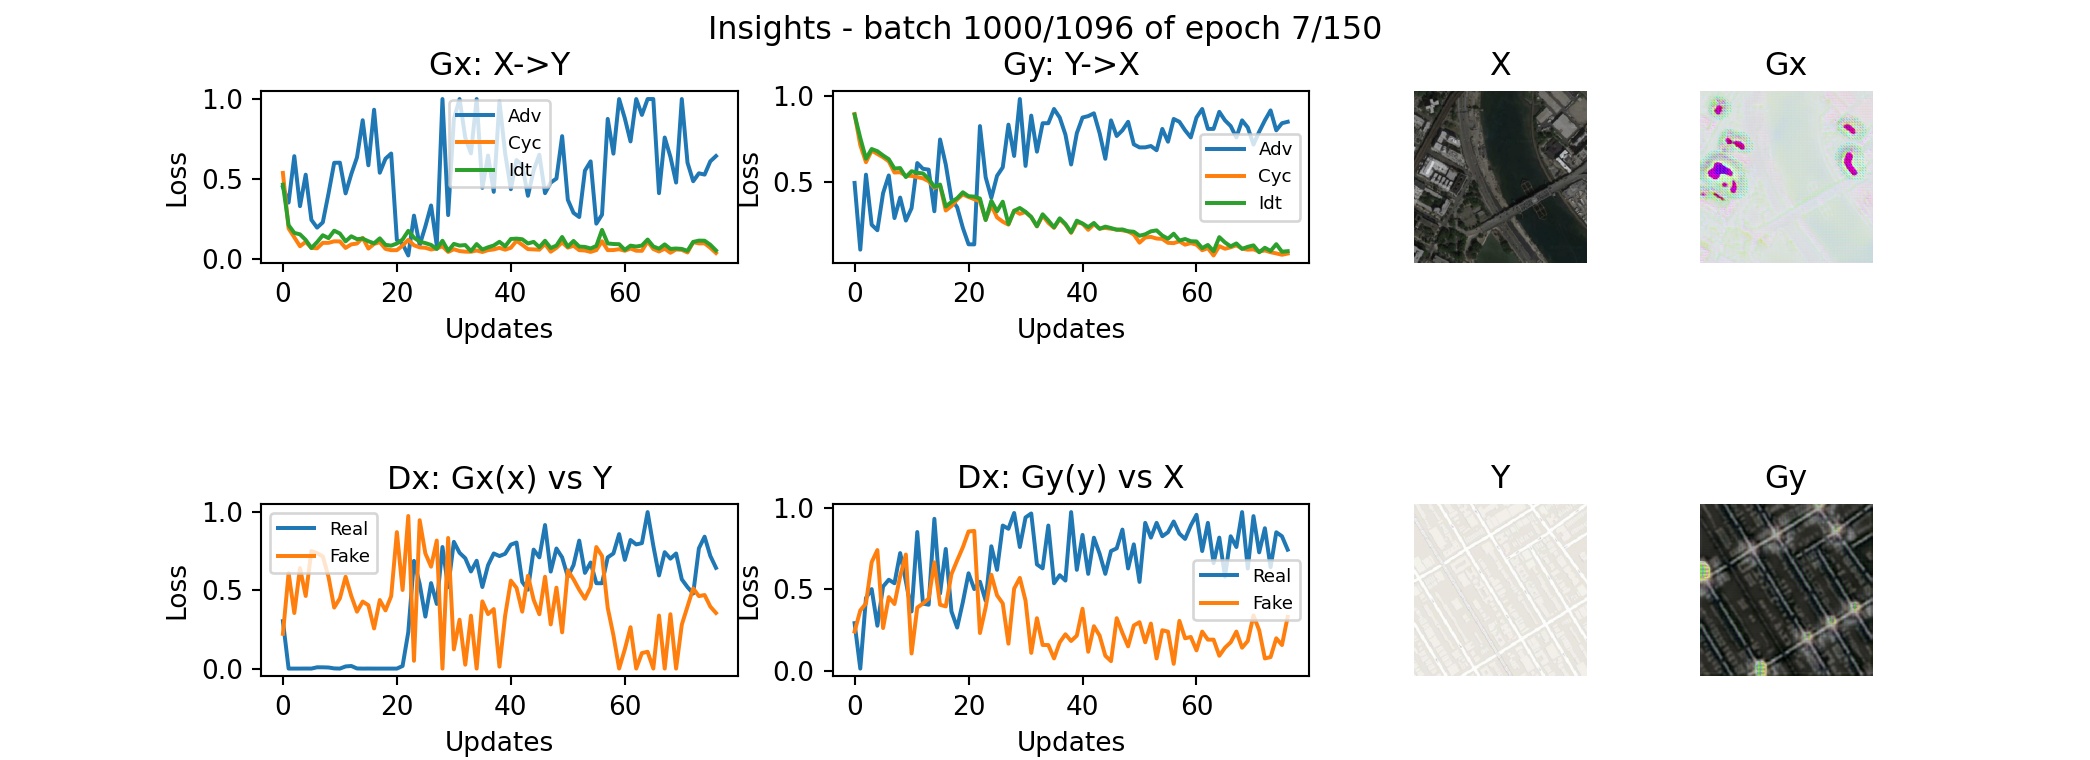 Insights - batch 1000/1096 of epoch 7/150
Gx: X->Y
1.0
0.5
0.0
Loss
Adv
Cyc
Idt
0 20 40 60
Updates
Gy: Y->X
1.0
0.5
Loss
Adv
Cyc
Idt
0 20 40 60
Updates
X
Gx
Dx: Gx(x) vs Y
1.0
0.5
0.0
Loss
Real
Fake
0 20 40 60
Updates
Dx: Gy(y) vs X
1.0
0.5
0.0
Loss
Real
Fake
0 20 40 60
Updates
Y
Gy